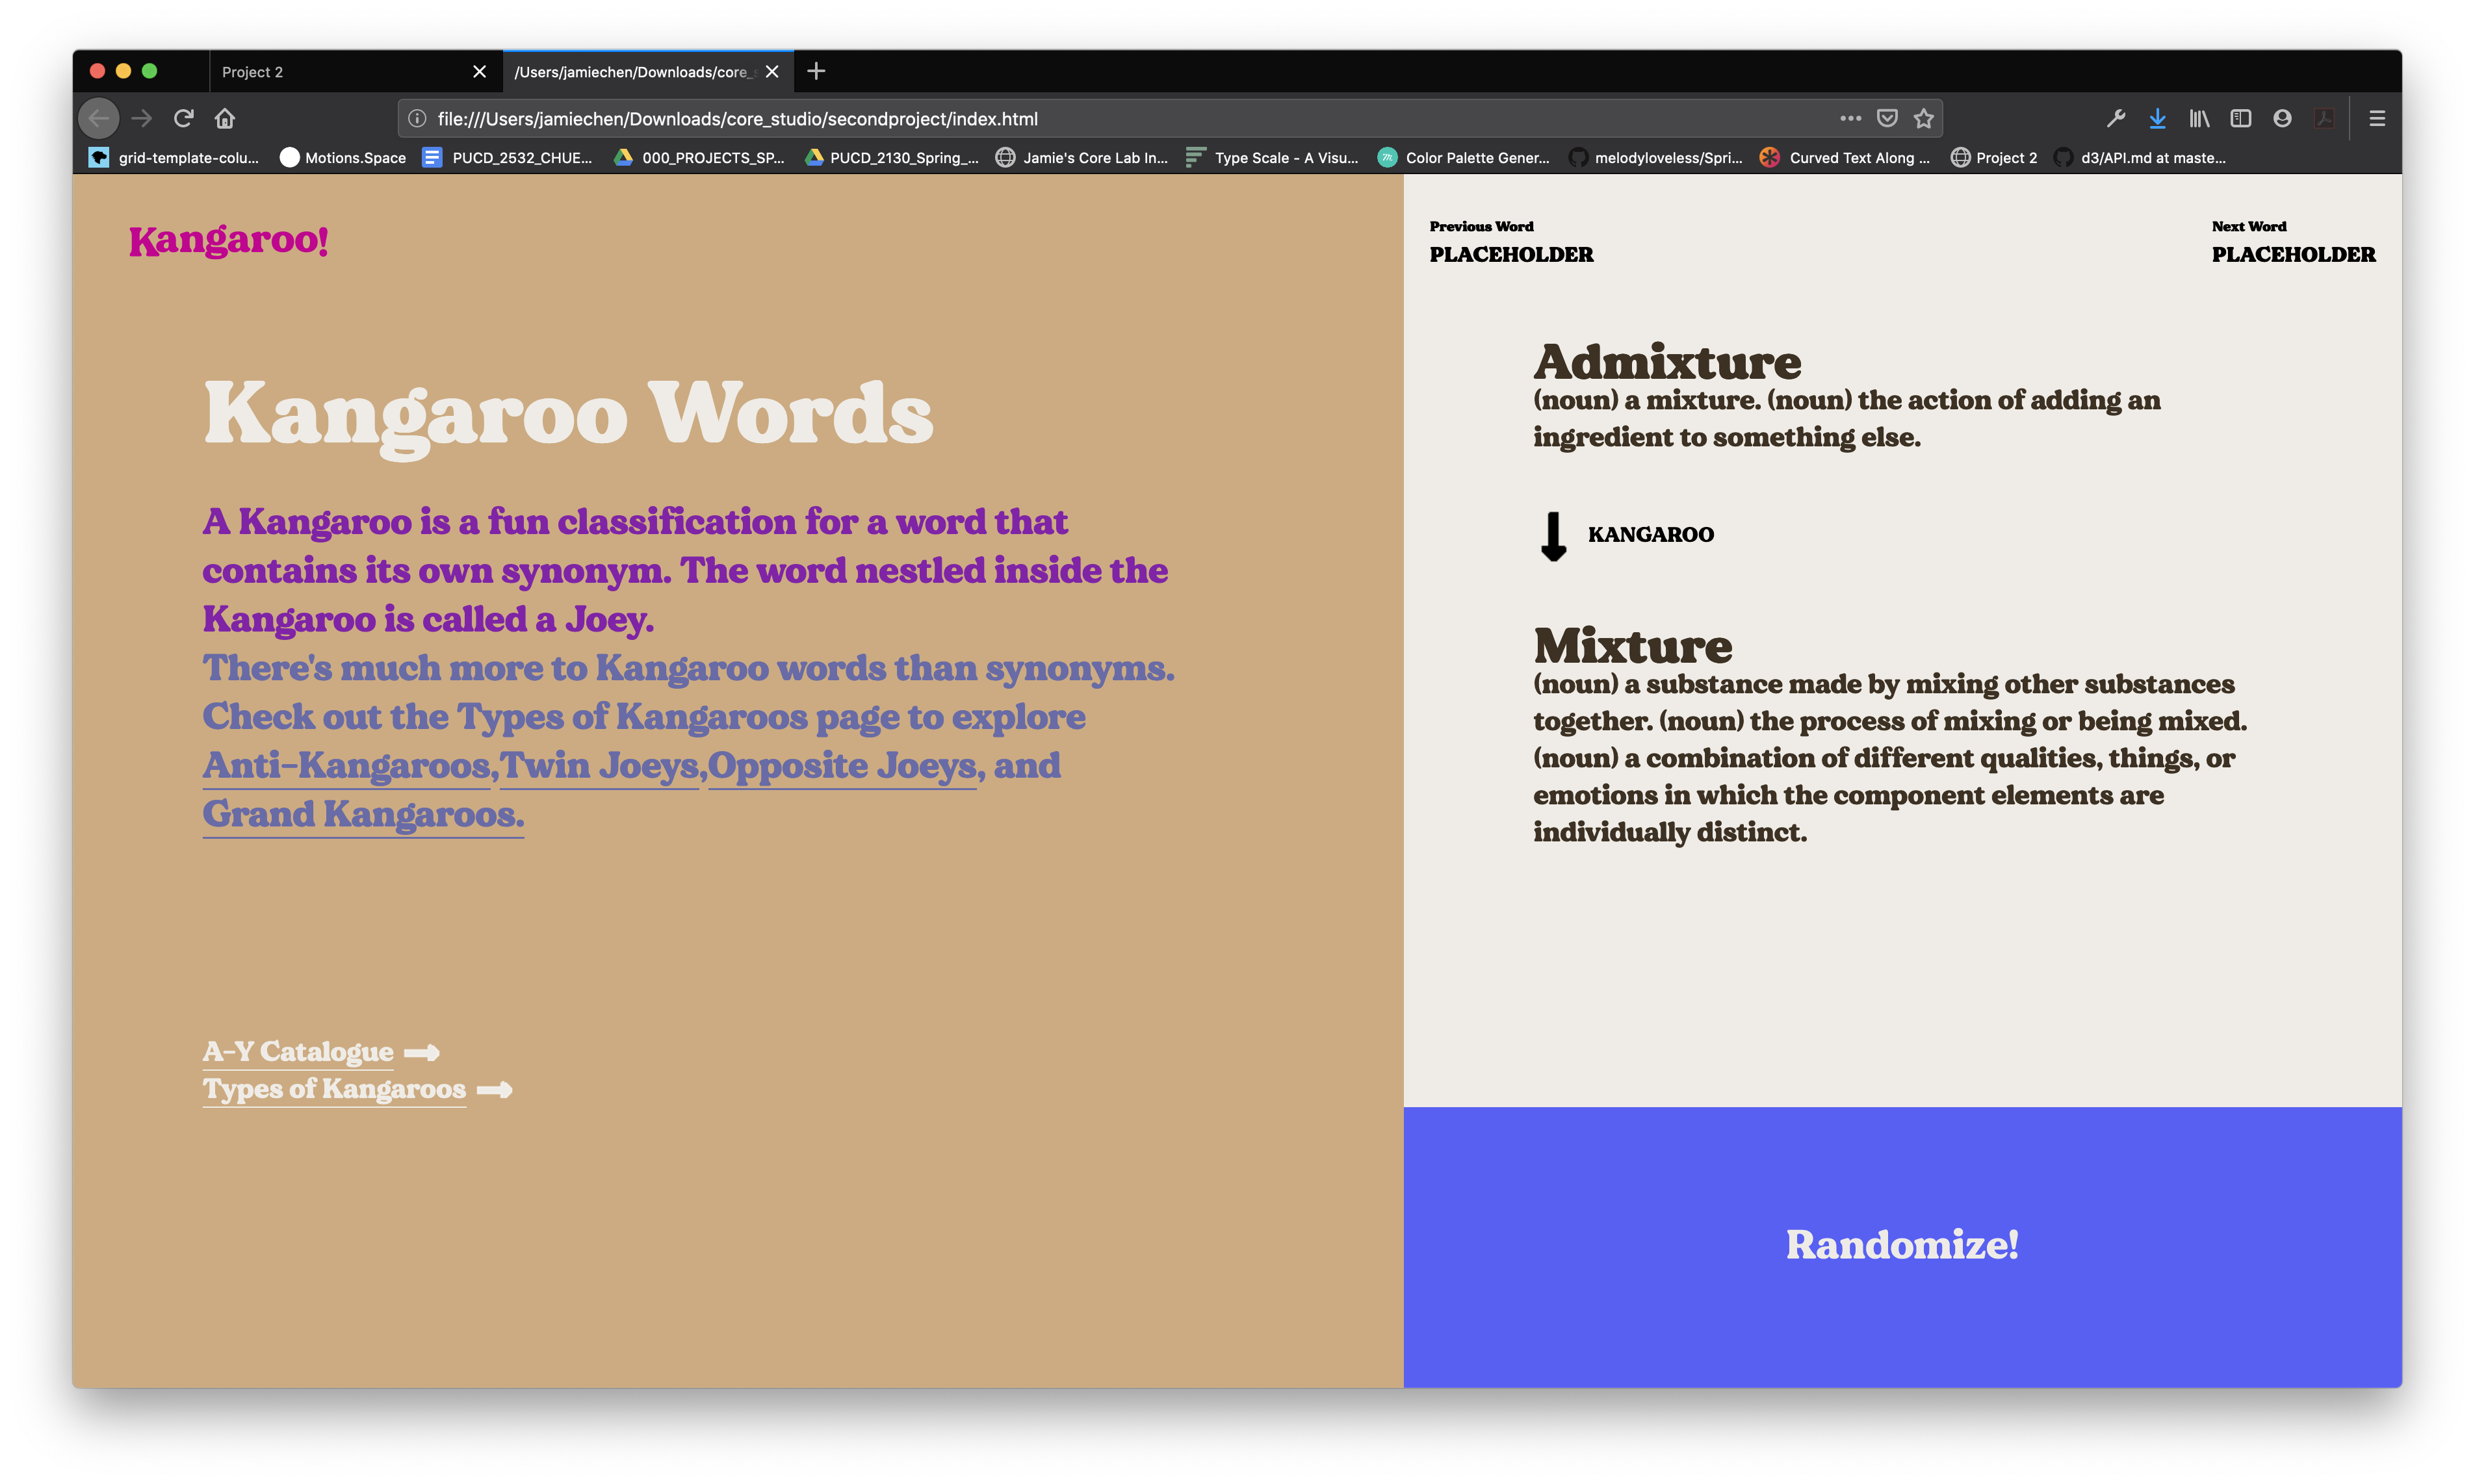 Project 2
/Users/jamiechen/Downloads/core_
file:///Users/jamiechen/Downloads/core_studio/secondproject/index.html
grid-template-colu... Motions.Space PUCD_2532_CHUE... 000_PROJECTS_SP... PUCD_2130_Spring_... Jamie's Core Lab In... Type Scale - A Visu... Color Palette Gener... melodyloveless/Spri... Curved Text Along ... Project 2 d3/API.md at maste...
Kangaroo!
Kangaroo Words
A Kangaroo is a fun classification for a word that
contains its own synonym. The word nestled inside the
Kangaroo is called a Joey.
There's much more to Kangaroo words than synonyms.
Check out the Types of Kangaroos page to explore
Anti-Kangaroos,Twin Joeys,Opposite Joeys, and
Grand Kangaroos.
A-Y Catalogue
Types of Kangaroos
Previous Word
PLACEHOLDER
Next Word
PLACEHOLDER
Admixture
(noun) a mixture. (noun) the action of adding an
ingredient to something else.
KANGAROO
Mixture
(noun) a substance made by mixing other substances
together. (noun) the process of mixing or being mixed.
(noun) a combination of different qualities, things, or
emotions in which the component elements are
individually distinct.
Randomize!